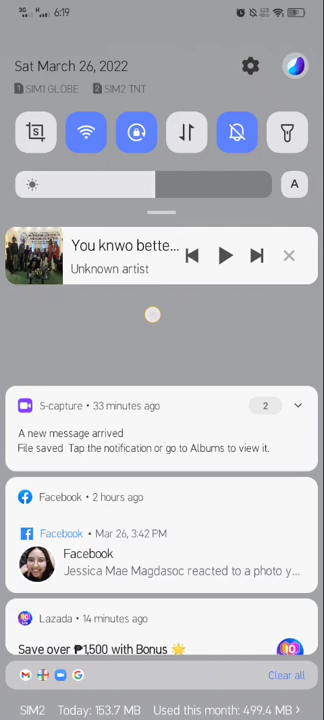 3G H 6:19
Sat March 26, 2022
1 SIM1 GLOBE 2 SIM2 TNT
S
A
You knwo bette...
Unknown artist
S-capture • 33 minutes ago 2
A new message arrived
File saved Tap the notification or go to Albums to view it.
Facebook • 2 hours ago
Facebook • Mar 26, 3:42 PM
Facebook
Jessica Mae Magdasoc reacted to a photo y...
Lazada • 14 minutes ago
Save over ₱1,500 with Bonus 🌟
Clear all
SIM2 Today: 153.7 MB Used this month: 499.4 MB >